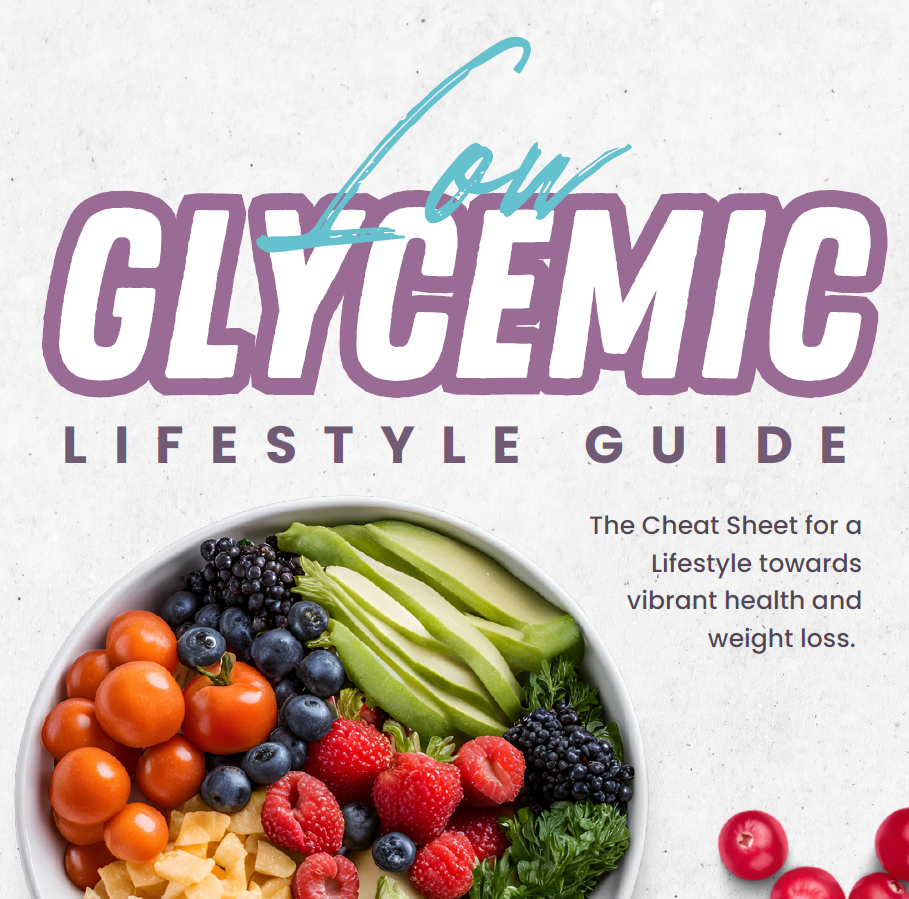 Low
GLYCEMIC
LIFESTYLE GUIDE
The Cheat Sheet for a
Lifestyle towards
vibrant health and
weight loss.